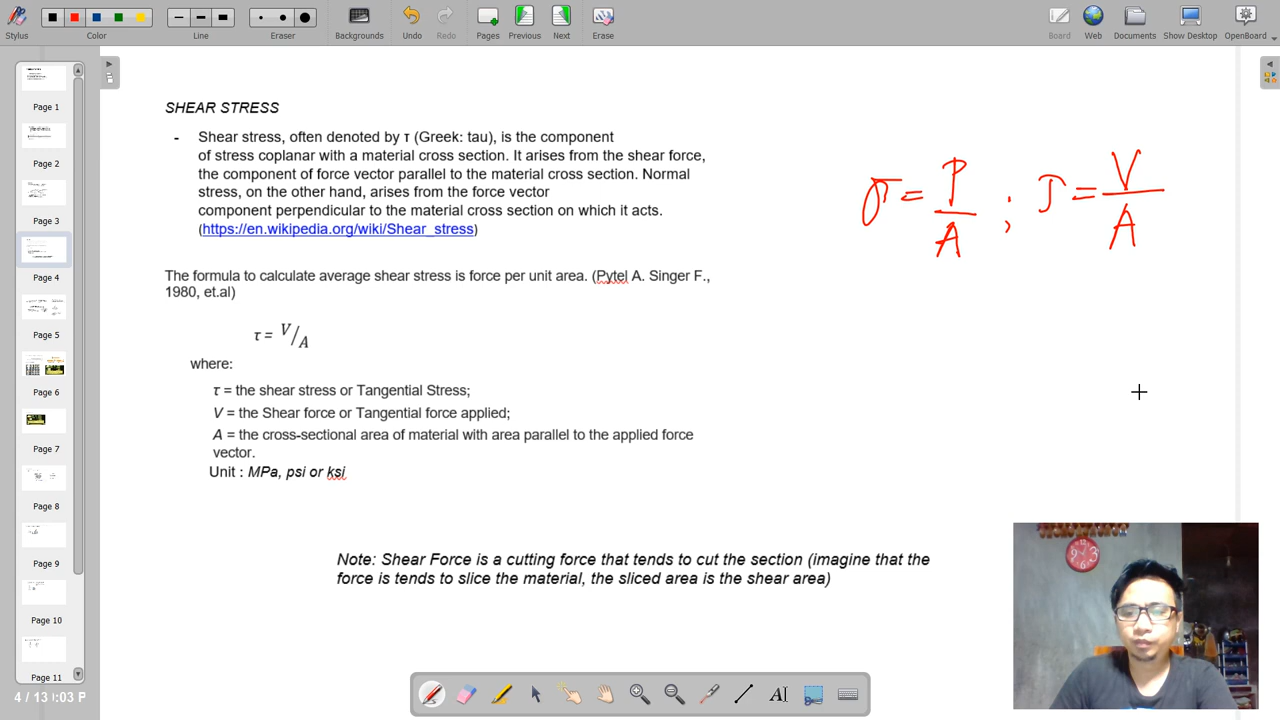 Stylus
Color
Line
Eraser
Backgrounds
Undo
Redo
Pages
Previous
Next
Erase
Board
Web
Documents
Show Desktop
OpenBoard
Page 1
Page 2
Page 3
Page 4
Page 5
Page 6
Page 7
Page 8
Page 9
Page 10
Page 11
4 / 13
:03 P
SHEAR STRESS
- Shear stress, often denoted by τ (Greek: tau), is the component
of stress coplanar with a material cross section. It arises from the shear force,
the component of force vector parallel to the material cross section. Normal
stress, on the other hand, arises from the force vector
component perpendicular to the material cross section on which it acts.
(https://en.wikipedia.org/wiki/Shear_stress)
σ = P/A ; τ = V/A
The formula to calculate average shear stress is force per unit area. (Pytel A. Singer F.,
1980, et.al)
τ = V/A
where:
τ = the shear stress or Tangential Stress;
V = the Shear force or Tangential force applied;
A = the cross-sectional area of material with area parallel to the applied force
vector.
Unit : MPa, psi or ksi
Note: Shear Force is a cutting force that tends to cut the section (imagine that the
force is tends to slice the material, the sliced area is the shear area)
12
9 3
6
AI